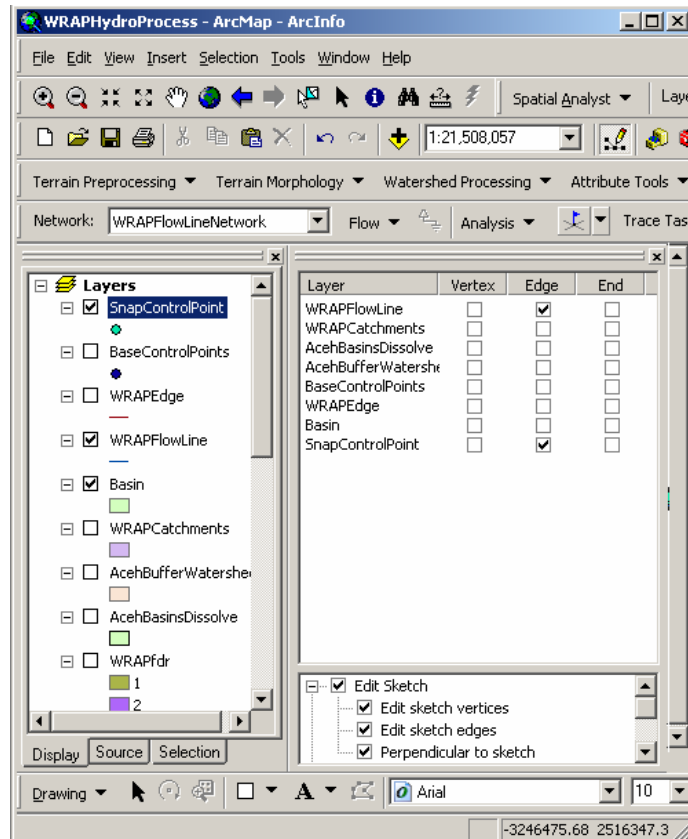 WRAPHydroProcess - ArcMap - ArcInfo
File Edit View Insert Selection Tools Window Help
Spatial Analyst
1:21,508,057
Terrain Preprocessing Terrain Morphology Watershed Processing Attribute Tools
Network: WRAPFlowLineNetwork Flow Analysis Trace Tas
Layers
SnapControlPoint
BaseControlPoints
WRAPEdge
WRAPFlowLine
Basin
WRAPCatchments
AcehBufferWatershe
AcehBasinsDissolve
WRAPfdr
1
2
Display Source Selection
Layer Vertex Edge End
WRAPFlowLine
WRAPCatchments
AcehBasinsDissolve
AcehBufferWatershe
BaseControlPoints
WRAPEdge
Basin
SnapControlPoint
Edit Sketch
Edit sketch vertices
Edit sketch edges
Perpendicular to sketch
Drawing A Arial 10
-3246475.68 2516347.3